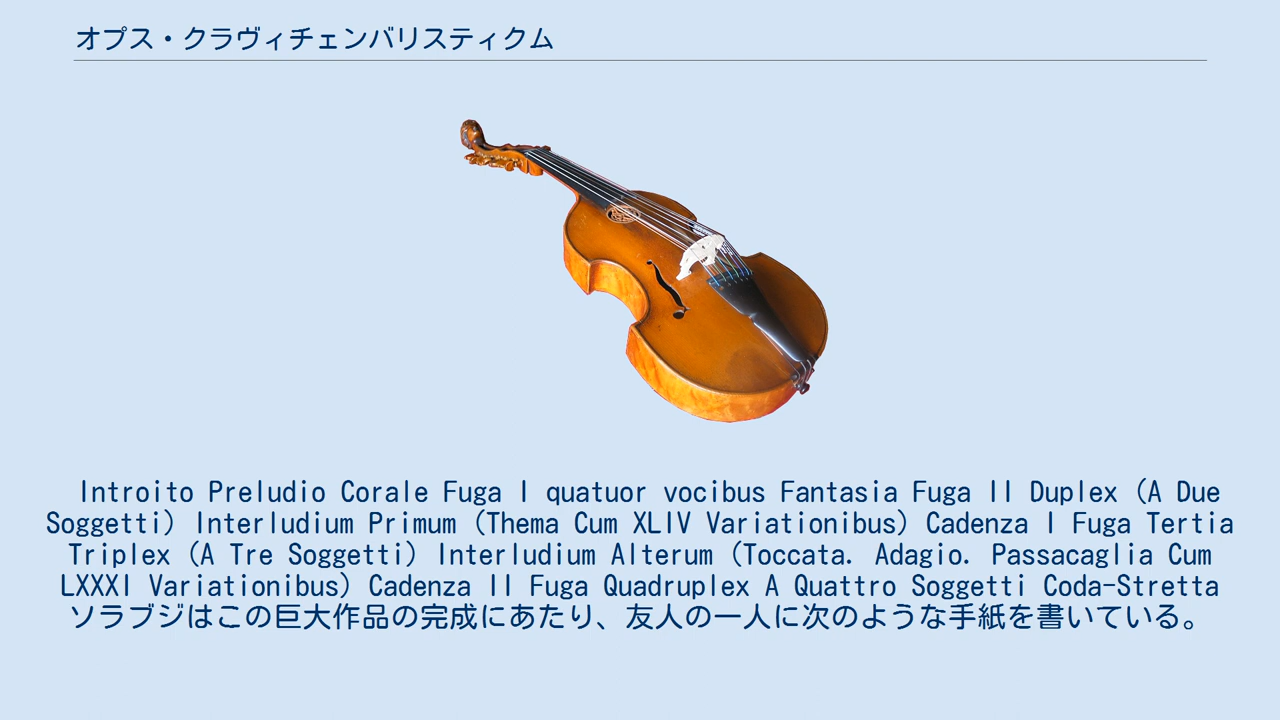 オプス・クラヴィチェンバリスティクム
Introito Preludio Corale Fuga I quatuor vocibus Fantasia Fuga II Duplex (A Due
Soggetti) Interludium Primum (Thema Cum XLIV Variationibus) Cadenza I Fuga Tertia
Triplex (A Tre Soggetti) Interludium Alterum (Toccata. Adagio. Passacaglia Cum
LXXXI Variationibus) Cadenza II Fuga Quadruplex A Quattro Soggetti Coda-Stretta
ソラブジはこの巨大作品の完成にあたり、友人の一人に次のような手紙を書いている。